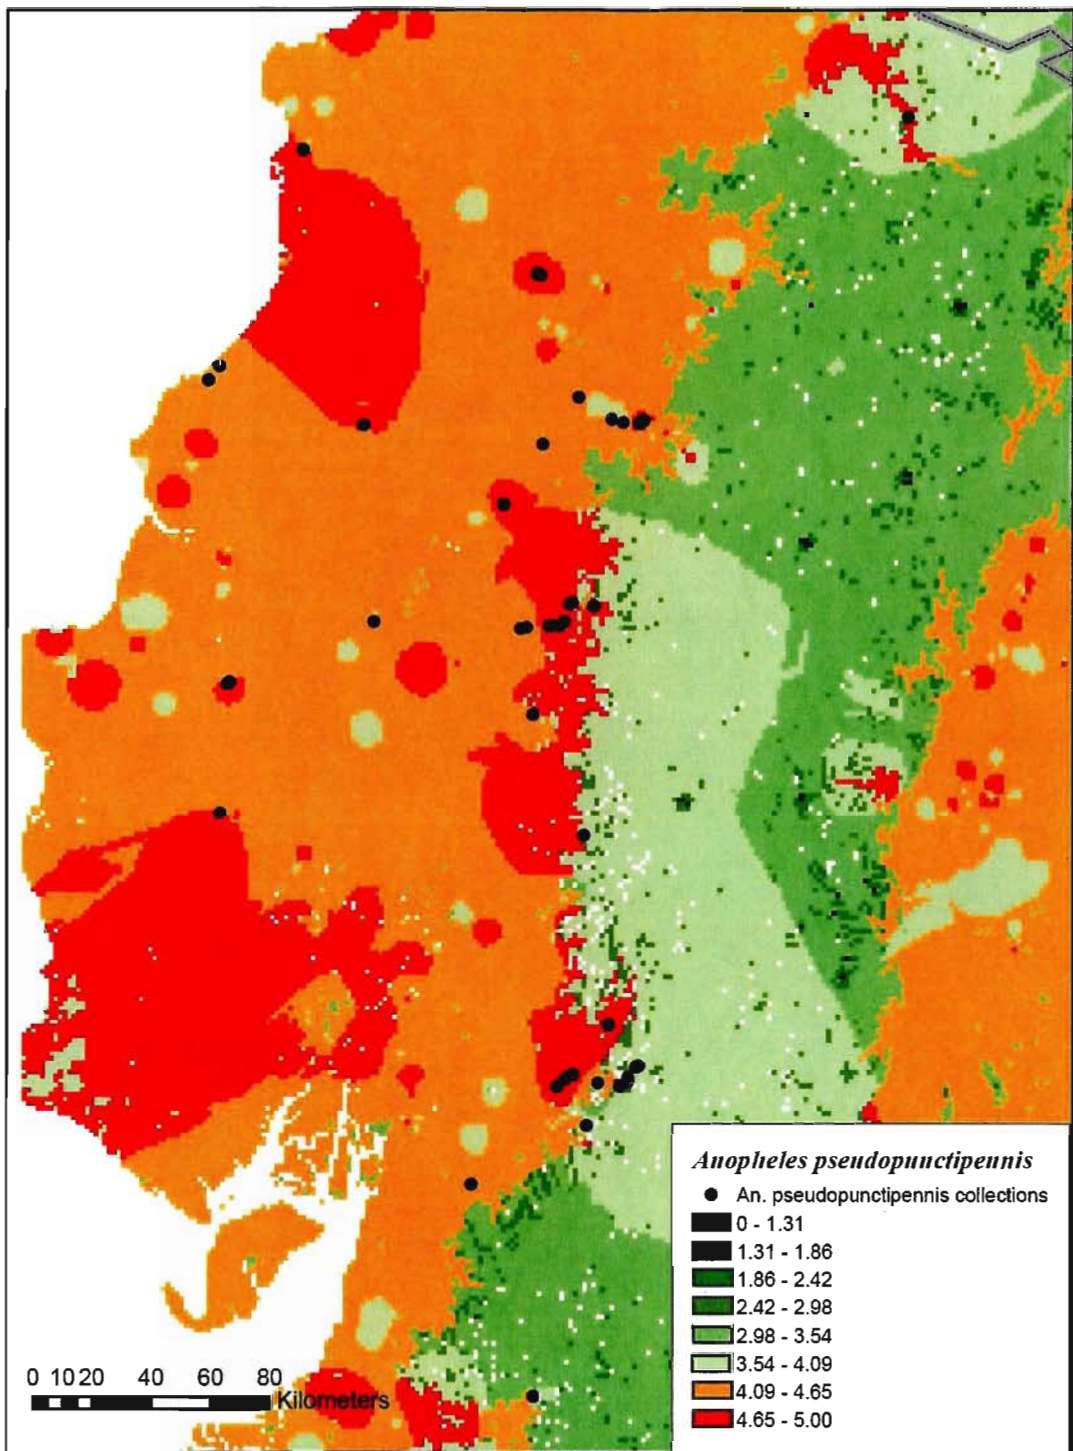 Anopheles pseudopunctipennis
An. pseudopunctipennis collections
0 - 1.31
1.31 - 1.86
1.86 - 2.42
2.42 - 2.98
2.98 - 3.54
3.54 - 4.09
4.09 - 4.65
4.65 - 5.00
0 10 20 40 60 80
Kilometers